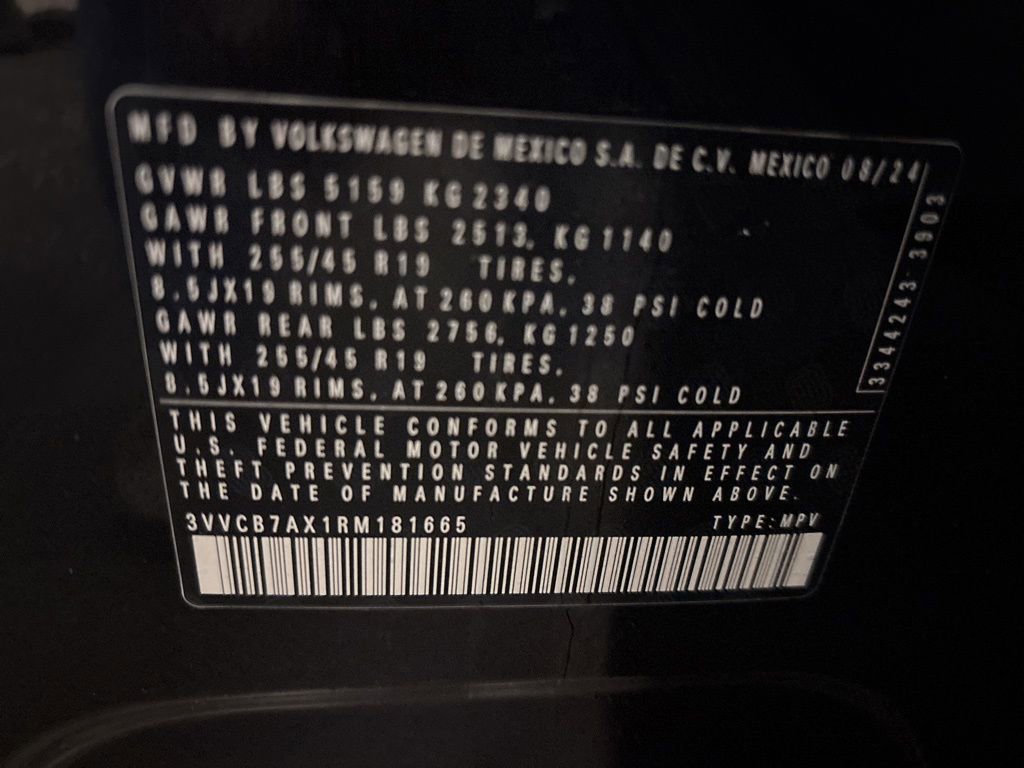 MFD BY VOLKSWAGEN DE MEXICO S.A. DE C.V. MEXICO 08/24
GVWR LBS 5159 KG 2340
GAWR FRONT LBS 2513, KG 1140
WITH 255/45 R19 TIRES,
8.5JX19 RIMS, AT 260 KPA, 38 PSI COLD
GAWR REAR LBS 2756, KG 1250
WITH 255/45 R19 TIRES,
8.5JX19 RIMS, AT 260 KPA, 38 PSI COLD
3344243 3903
THIS VEHICLE CONFORMS TO ALL APPLICABLE
U.S. FEDERAL MOTOR VEHICLE SAFETY AND
THEFT PREVENTION STANDARDS IN EFFECT ON
THE DATE OF MANUFACTURE SHOWN ABOVE.
3VVCB7AX1RM181665 TYPE:MPV